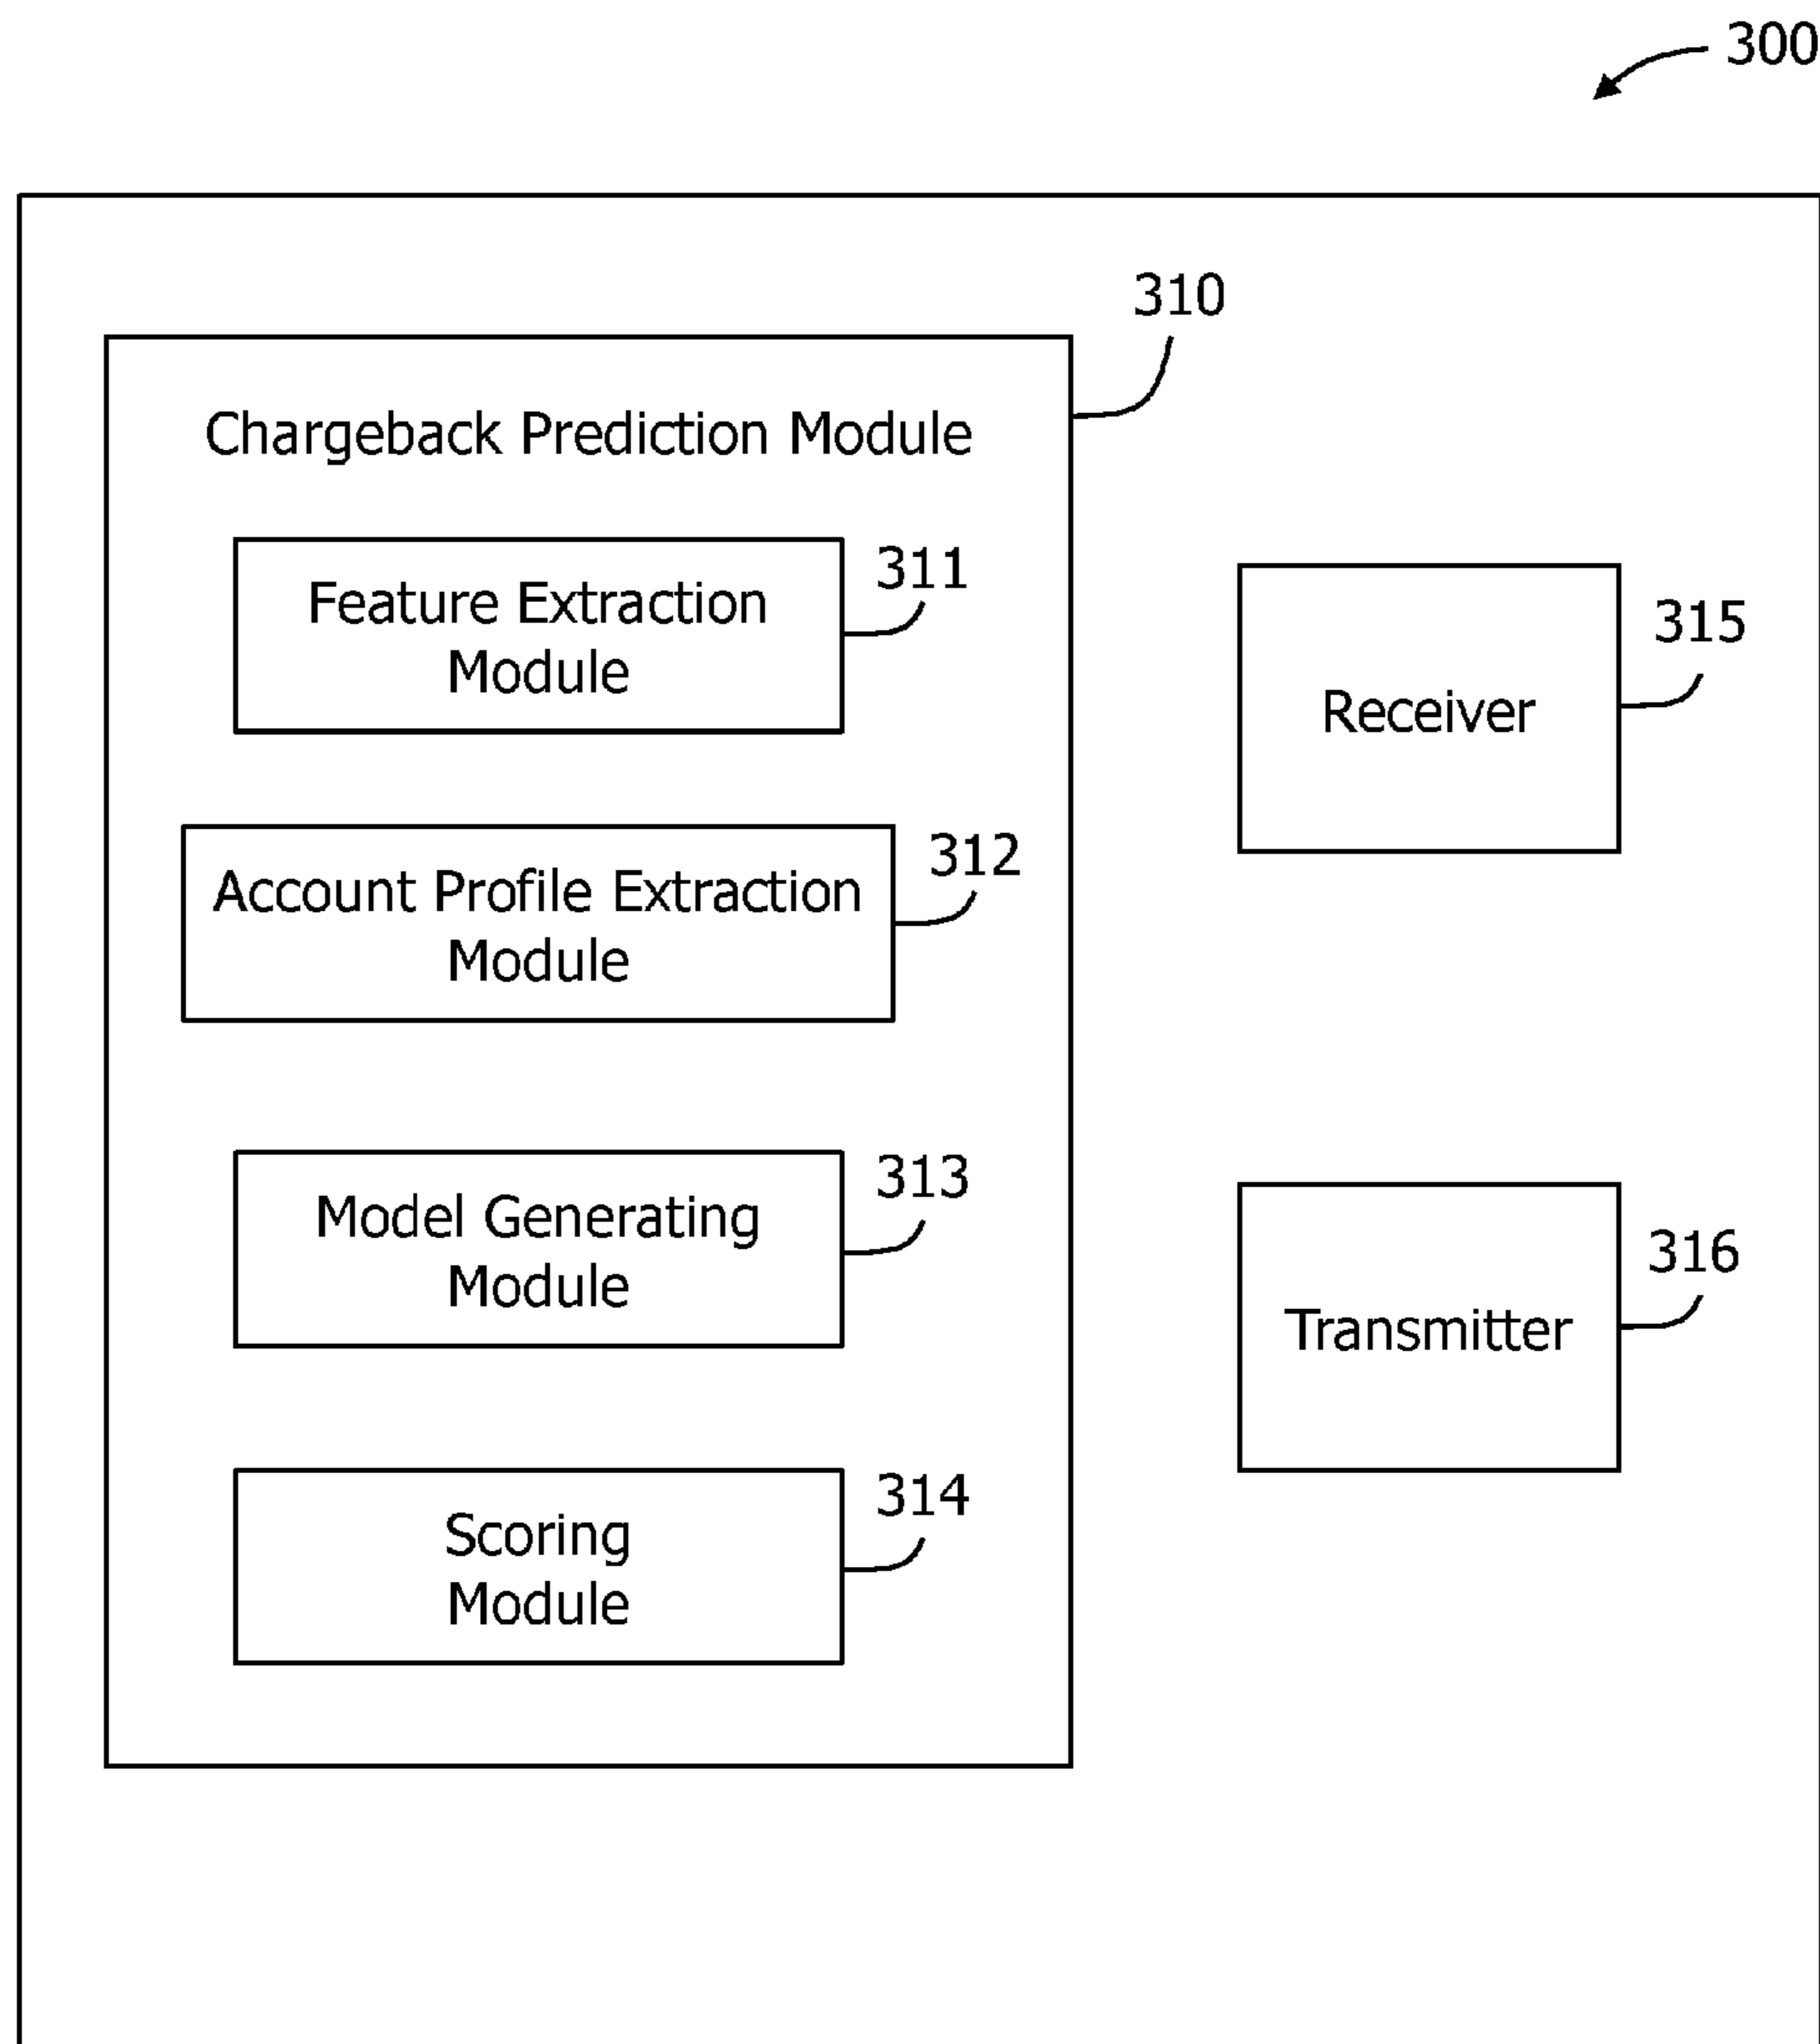 300
310
Chargeback Prediction Module
311
Feature Extraction
Module
315
Receiver
312
Account Profile Extraction
Module
313
Model Generating
Module
316
Transmitter
314
Scoring
Module